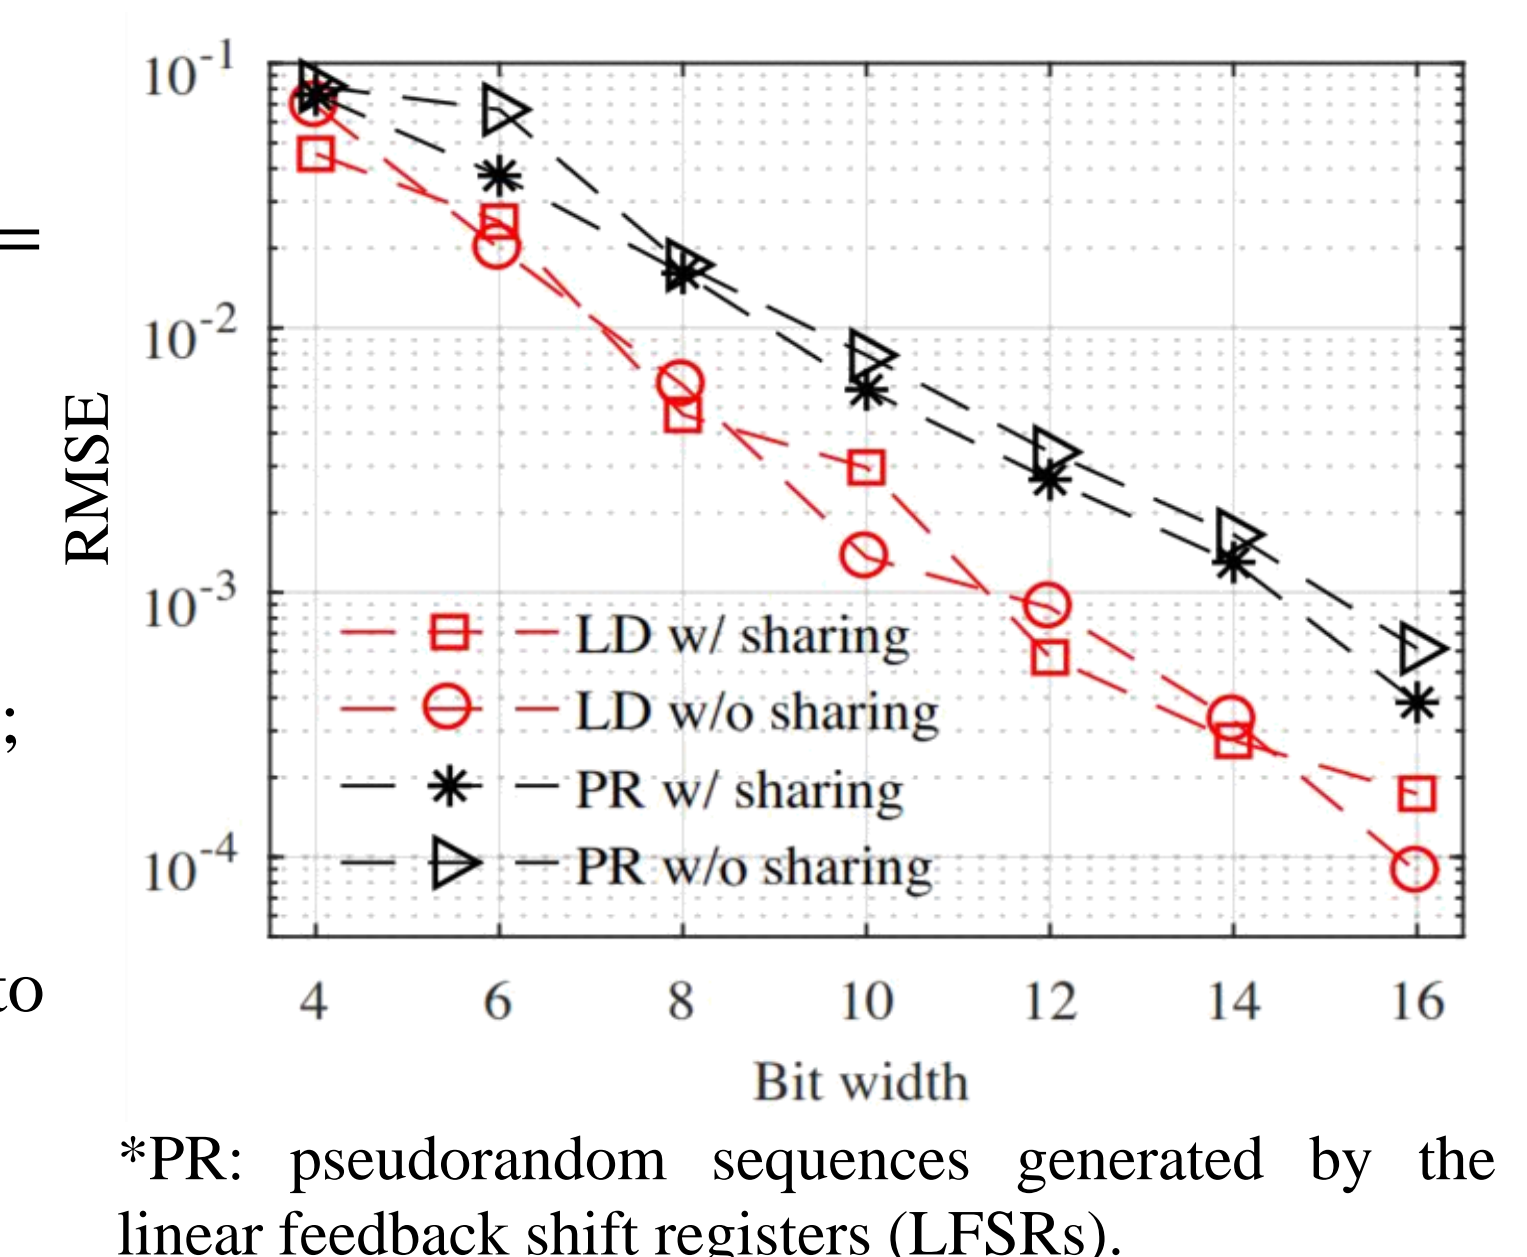 =
;
to
RMSE
10^-1
10^-2
10^-3
10^-4
LD w/ sharing
LD w/o sharing
PR w/ sharing
PR w/o sharing
4 6 8 10 12 14 16
Bit width
*PR: pseudorandom sequences generated by the
linear feedback shift registers (LFSRs).